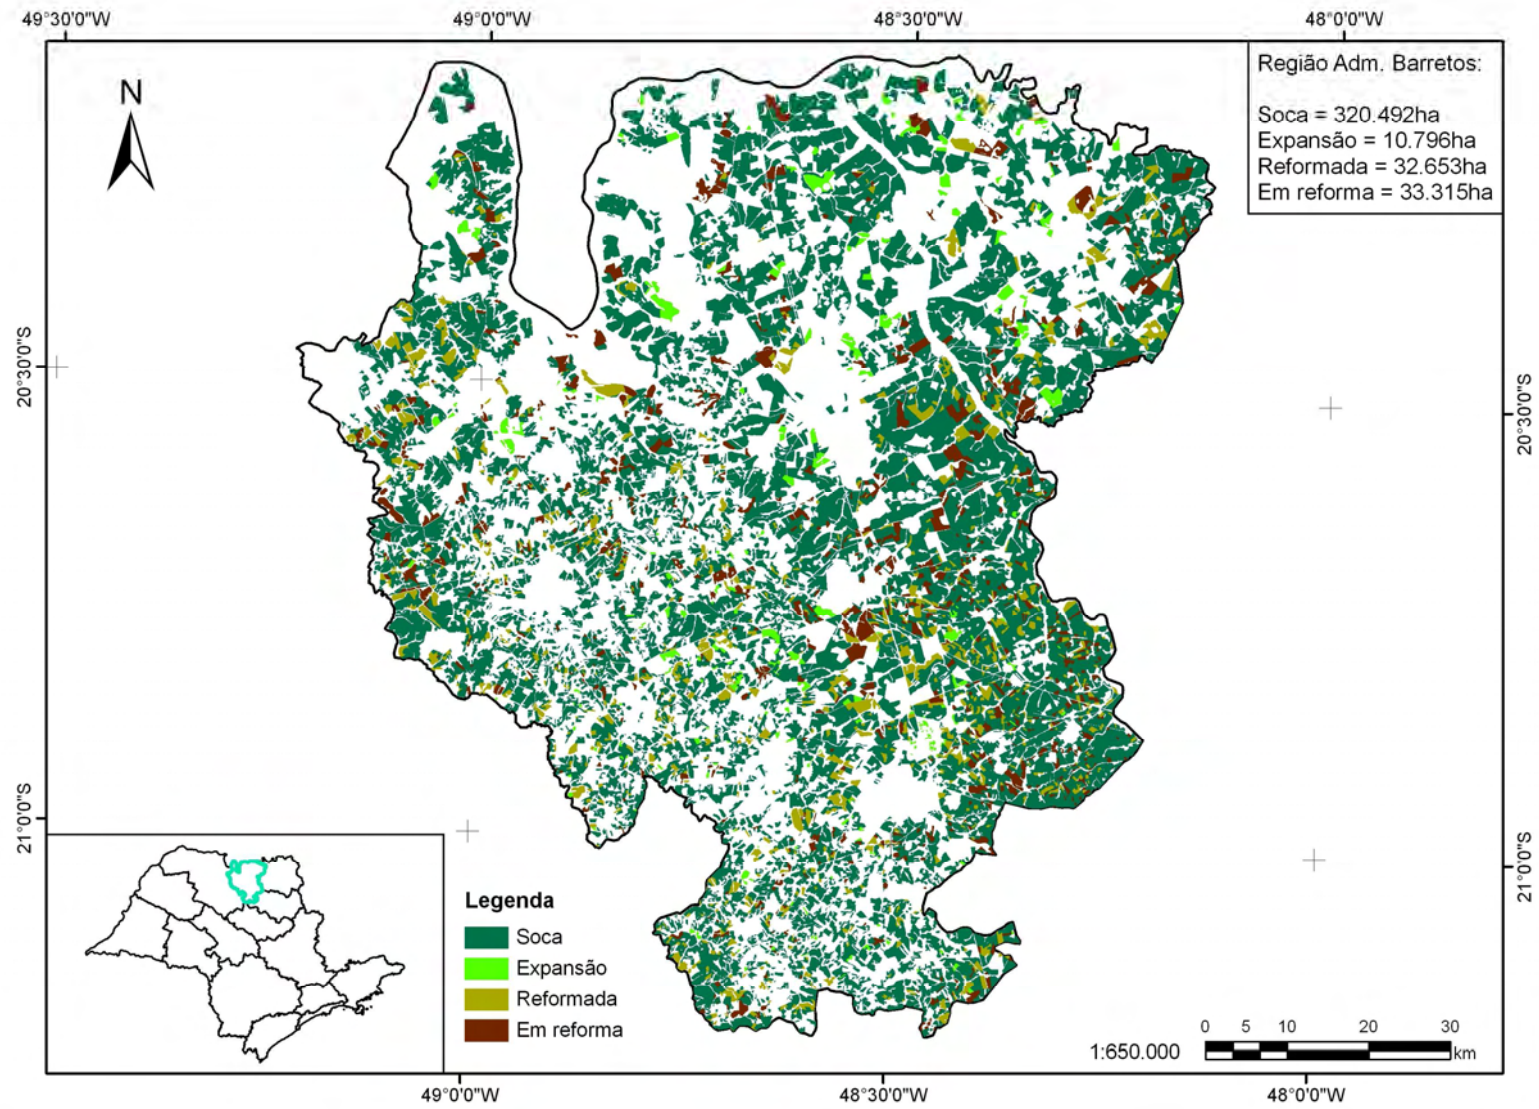 49°30'0"W 49°0'0"W 48°30'0"W 48°0'0"W
N
Região Adm. Barretos:
Soca = 320.492ha
Expansão = 10.796ha
Reformada = 32.653ha
Em reforma = 33.315ha
20°30'0"S
20°30'0"S
21°0'0"S
21°0'0"S
Legenda
Soca
Expansão
Reformada
Em reforma
1:650.000
0 5 10 20 30
km
49°0'0"W 48°30'0"W 48°0'0"W